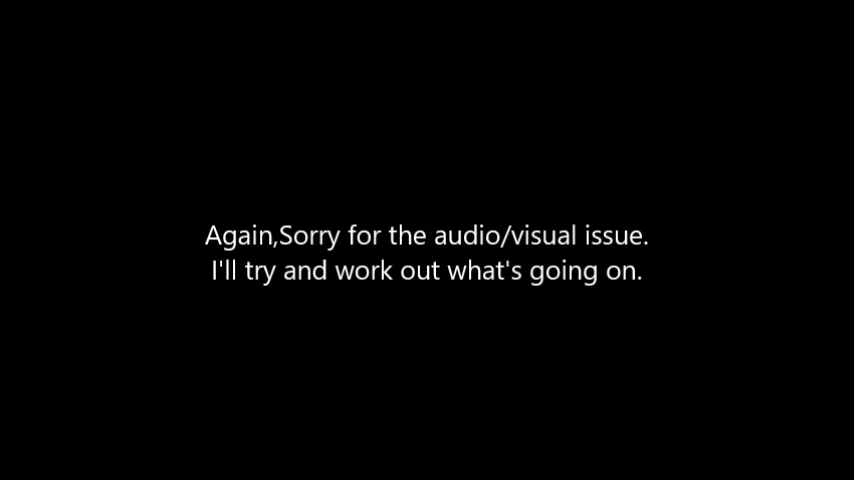 Again,Sorry for the audio/visual issue.
I'll try and work out what's going on.